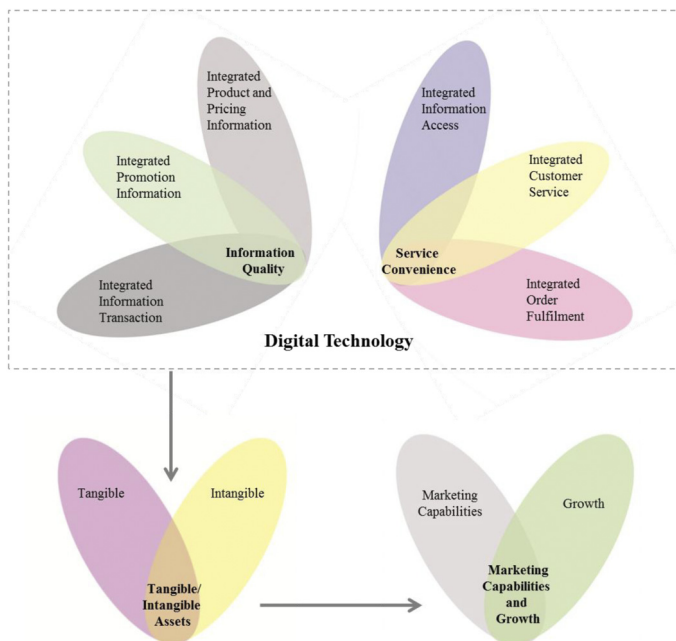 Integrated
Product and
Pricing
Information
Integrated
Promotion
Information
Integrated
Information
Transaction
Information
Quality
Integrated
Information
Access
Integrated
Customer
Service
Integrated
Order
Fulfilment
Service
Convenience
Digital Technology
Tangible
Intangible
Tangible/
Intangible
Assets
Marketing
Capabilities
Growth
Marketing
Capabilities
and
Growth